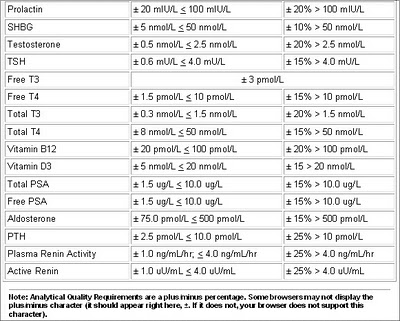 Prolactin ± 20 mIU/L ≤ 100 mIU/L ± 20% > 100 mIU/L
SHBG ± 5 nmol/L ≤ 50 nmol/L ± 10% > 50 nmol/L
Testosterone ± 0.5 nmol/L ≤ 2.5 nmol/L ± 20% > 2.5 nmol/L
TSH ± 0.6 mU/L ≤ 4.0 mU/L ± 15% > 4.0 mU/L
Free T3 ± 3 pmol/L
Free T4 ± 1.5 pmol/L ≤ 10 pmol/L ± 15% > 10 pmol/L
Total T3 ± 0.3 nmol/L ≤ 1.5 nmol/L ± 20% > 1.5 nmol/L
Total T4 ± 8 nmol/L ≤ 50 nmol/L ± 15% > 50 nmol/L
Vitamin B12 ± 20 pmol/L ≤ 100 pmol/L ± 20% > 100 pmol/L
Vitamin D3 ± 5 nmol/L ≤ 20 nmol/L ± 15 > 20 nmol/L
Total PSA ± 1.5 ug/L ≤ 10.0 ug/L ± 15% > 10.0 ug/L
Free PSA ± 1.5 ug/L ≤ 10.0 ug/L ± 15% > 10.0 ug/L
Aldosterone ± 75.0 pmol/L ≤ 500 pmol/L ± 15% > 500 pmol/L
PTH ± 2.5 pmol/L ≤ 10.0 pmol/L ± 25% > 10 pmol/L
Plasma Renin Activity ± 1.0 ng/mL/hr; ≤ 4.0 ng/mL/hr ± 25% > 4.0 ng/mL/hr
Active Renin ± 1.0 uU/mL ≤ 4.0 uU/mL ± 25% > 4.0 uU/mL
Note: Analytical Quality Requirements are a plus minus percentage. Some browsers may not display the
plus minus character (it should appear right here, ±. If it does not, your browser does not support this
character).